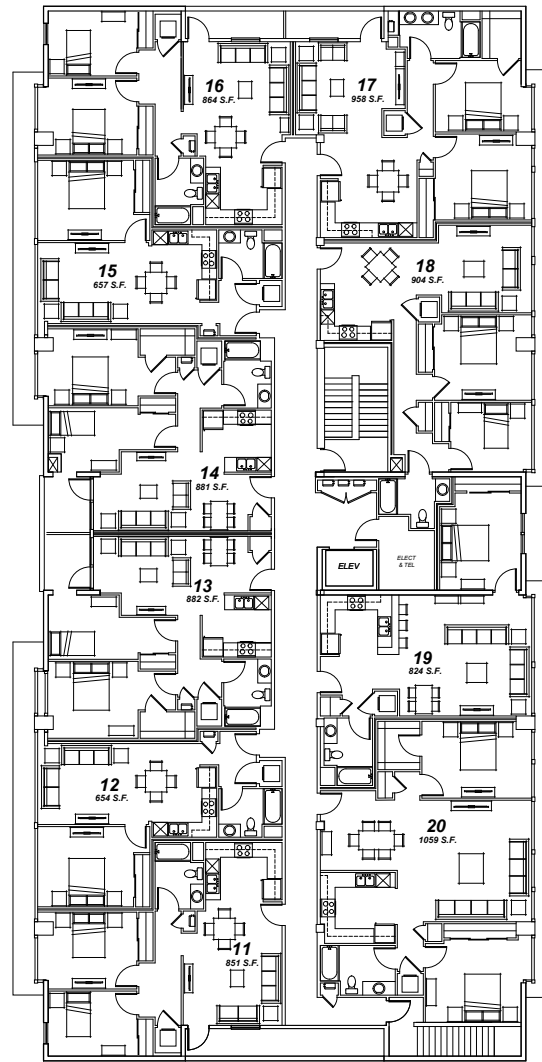 16
864 S.F.
17
958 S.F.
15
657 S.F.
18
904 S.F.
14
881 S.F.
ELEV
ELECT
& TEL
13
882 S.F.
19
824 S.F.
12
654 S.F.
20
1059 S.F.
11
851 S.F.